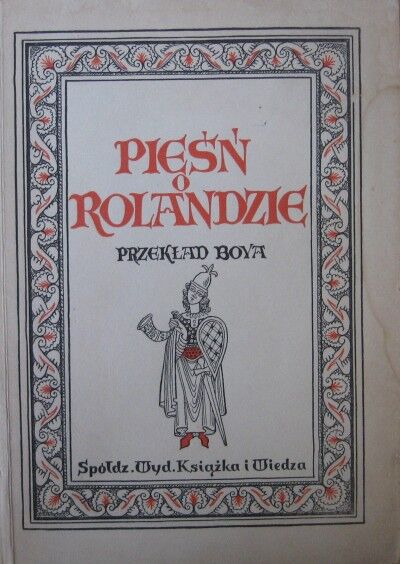 PIEŚŃ
O
ROLANDZIE
PRZEKŁAD BOYA
Spółdz. Wyd. Książka i Wiedza